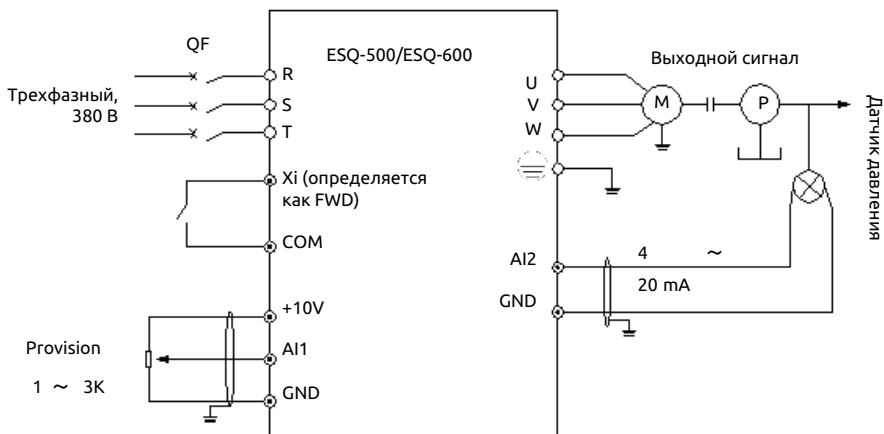 QF
ESQ-500/ESQ-600
R
Трехфазный,
380 В
S
T
Xi (определяется
как FWD)
COM
+10V
Provision
AI1
1 ～ 3K
GND
Выходной сигнал
U
V
W
M
P
Датчик давления
AI2
4 ～
20 mA
GND